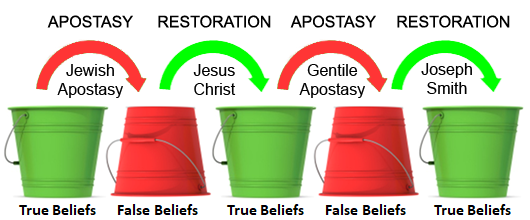 APOSTASY RESTORATION APOSTASY RESTORATION
Jewish Apostasy
Jesus Christ
Gentile Apostasy
Joseph Smith
True Beliefs False Beliefs True Beliefs False Beliefs True Beliefs